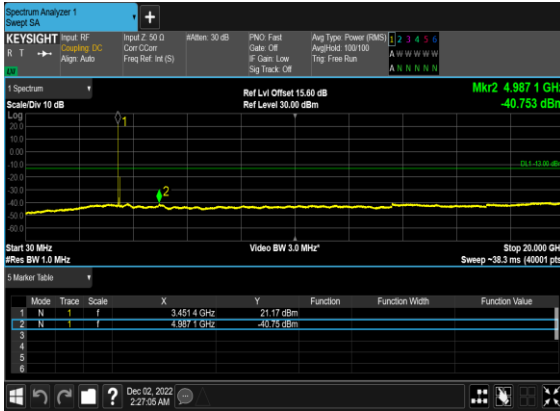 Spectrum Analyzer 1
Swept SA
+
KEYSIGHT
R T
LXI
Input: RF
Coupling: DC
Align: Auto
Input Z: 50 Ω
Corr CCorr
Freq Ref: Int (S)
#Atten: 30 dB
PNO: Fast
Gate: Off
IF Gain: Low
Sig Track: Off
Avg Type: Power (RMS)
Avg|Hold: 100/100
Trig: Free Run
1 2 3 4 5 6
A W W W W W
A N N N N N
1 Spectrum
Scale/Div 10 dB
Ref Lvl Offset 15.60 dB
Ref Level 30.00 dBm
Mkr2 4.987 1 GHz
-40.753 dBm
Log
20.0
10.0
0.00
-10.0
-20.0
-30.0
-40.0
-50.0
-60.0
1
2
DL1 -13.00 dBm
Start 30 MHz
#Res BW 1.0 MHz
Video BW 3.0 MHz*
Stop 20.000 GHz
Sweep ~38.3 ms (40001 pts)
5 Marker Table
Mode Trace Scale X Y Function Function Width Function Value
1 N 1 f 3.451 4 GHz 21.17 dBm
2 N 1 f 4.987 1 GHz -40.75 dBm
3
4
5
6
?
Dec 02, 2022
2:27:05 AM